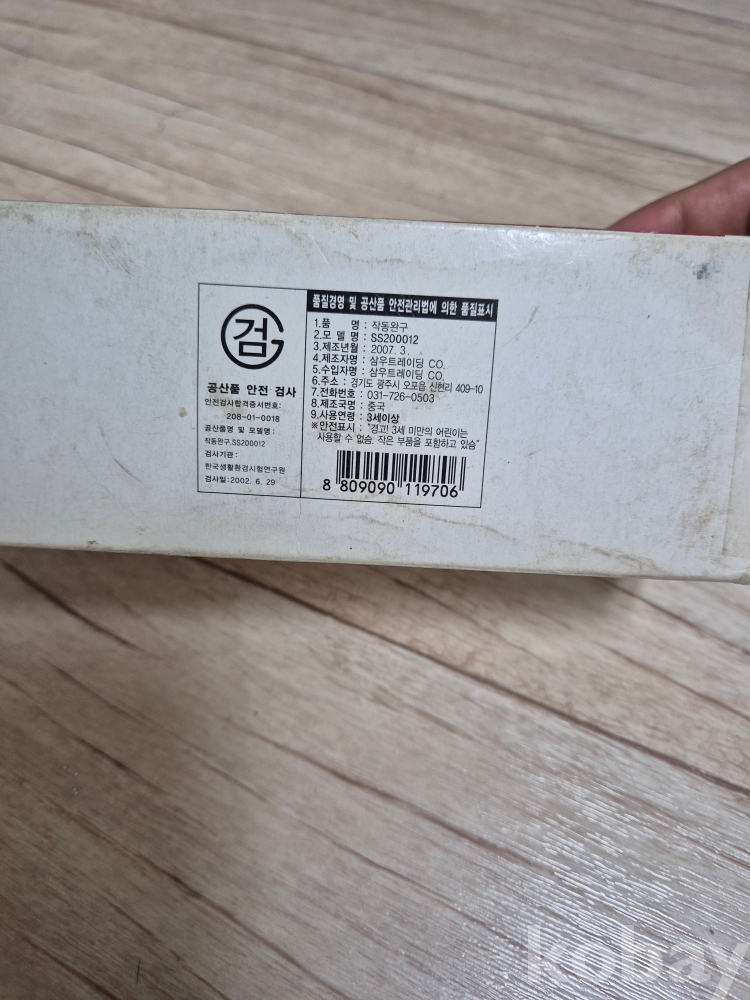 검
공산품 안전 검사
안전검사합격증서번호:
208-01-0018
공산품명 및 모델명:
작동완구.SS200012
검사기관:
한국생활환경시험연구원
검사일:2002. 6. 29
품질경영 및 공산품 안전관리법에 의한 품질표시
1.품 명 : 작동완구
2.모 델 명 : SS200012
3.제조년월 : 2007. 3.
4.제조자명 : 삼우트레이딩 CO.
5.수입자명 : 삼우트레이딩 CO.
6.주소 : 경기도 광주시 오포읍 신현리 409-10
7.전화번호 : 031-726-0503
8.제조국명 : 중국
9.사용연령 : 3세이상
※안전표시 : "경고! 3세 미만의 어린이는
사용할 수 없슴. 작은 부품을 포함하고 있슴"
8 809090 119706
kobay